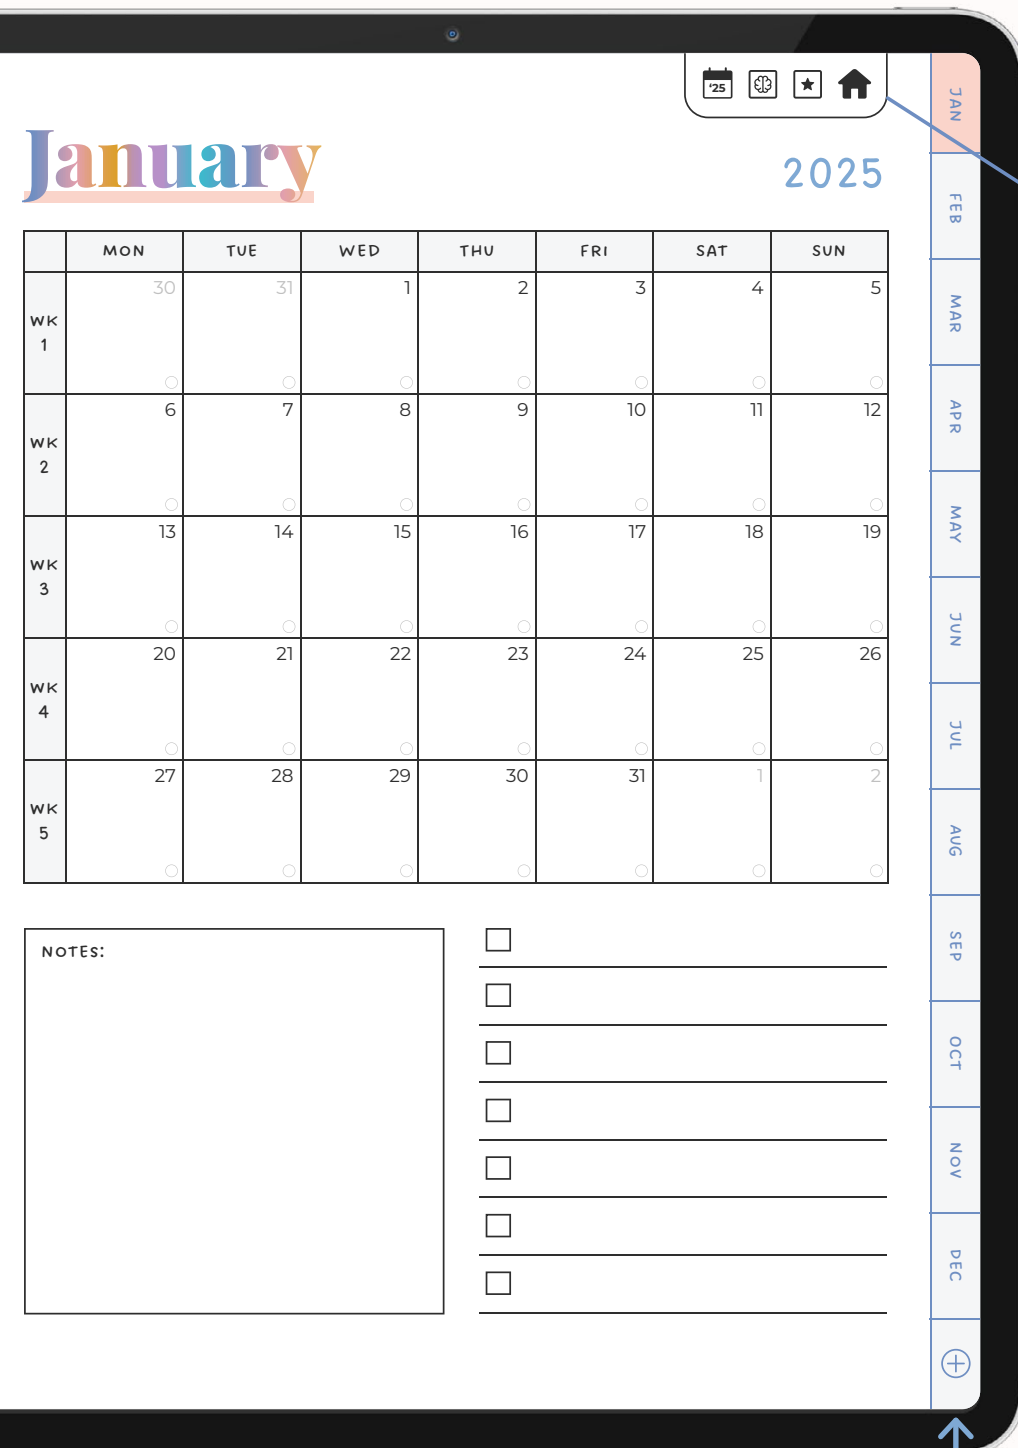 '25
January
2025
MON TUE WED THU FRI SAT SUN
WK 1 30 31 1 2 3 4 5
WK 2 6 7 8 9 10 11 12
WK 3 13 14 15 16 17 18 19
WK 4 20 21 22 23 24 25 26
WK 5 27 28 29 30 31 1 2
NOTES:
JAN
FEB
MAR
APR
MAY
JUN
JUL
AUG
SEP
OCT
NOV
DEC